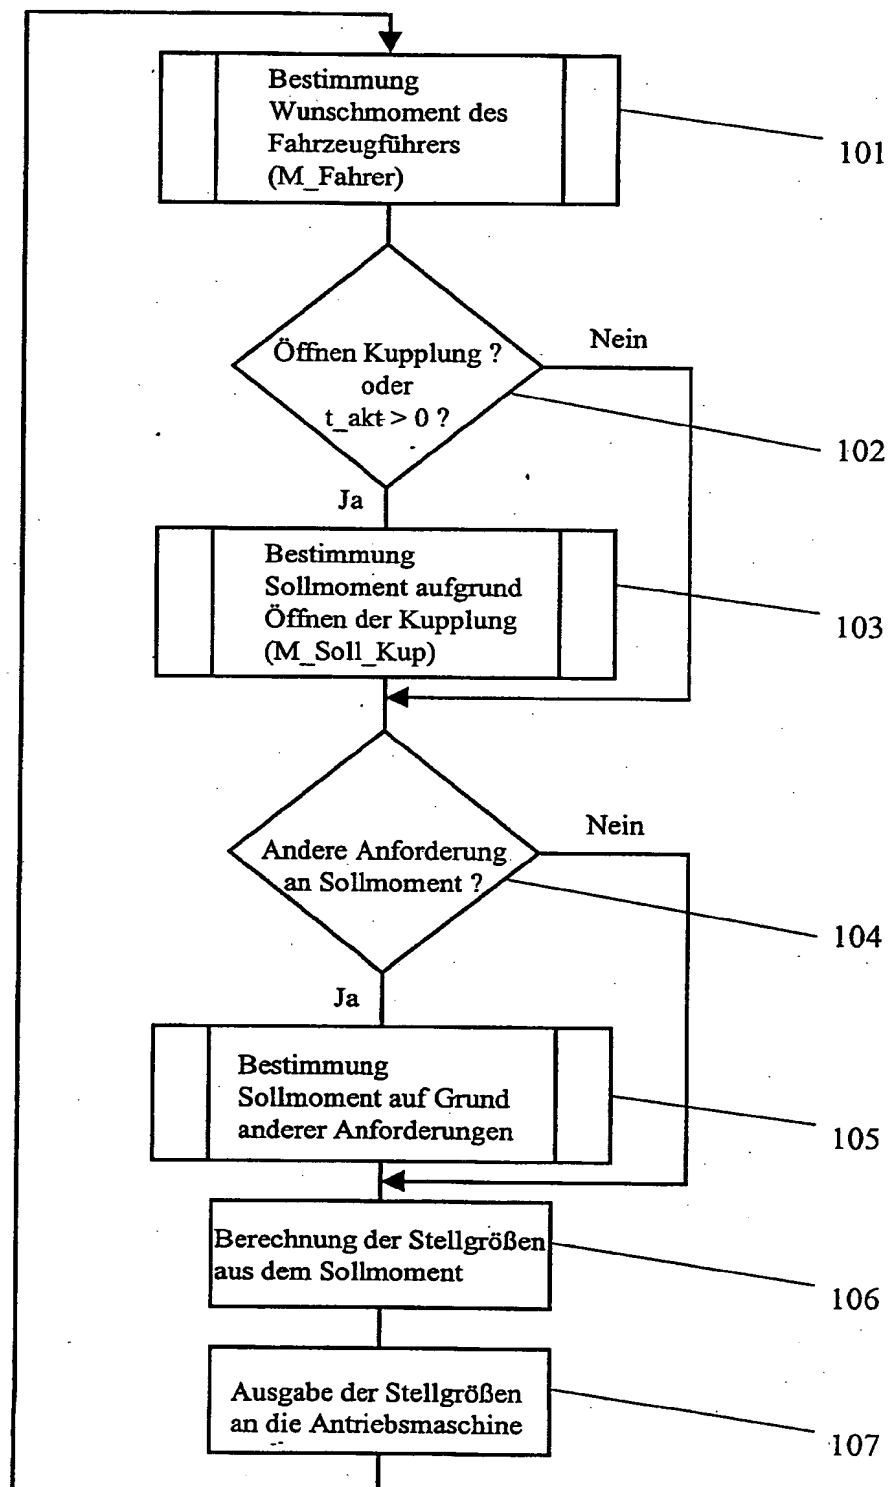 Bestimmung
Wunschmoment des
Fahrzeugführers
(M_Fahrer)
101
Nein
Öffnen Kupplung ?
oder
t_akt > 0 ?
102
Ja
Bestimmung
Sollmoment aufgrund
Öffnen der Kupplung
(M_Soll_Kup)
103
Nein
Andere Anforderung
an Sollmoment ?
104
Ja
Bestimmung
Sollmoment auf Grund
anderer Anforderungen
105
Berechnung der Stellgrößen
aus dem Sollmoment
106
Ausgabe der Stellgrößen
an die Antriebsmaschine
107